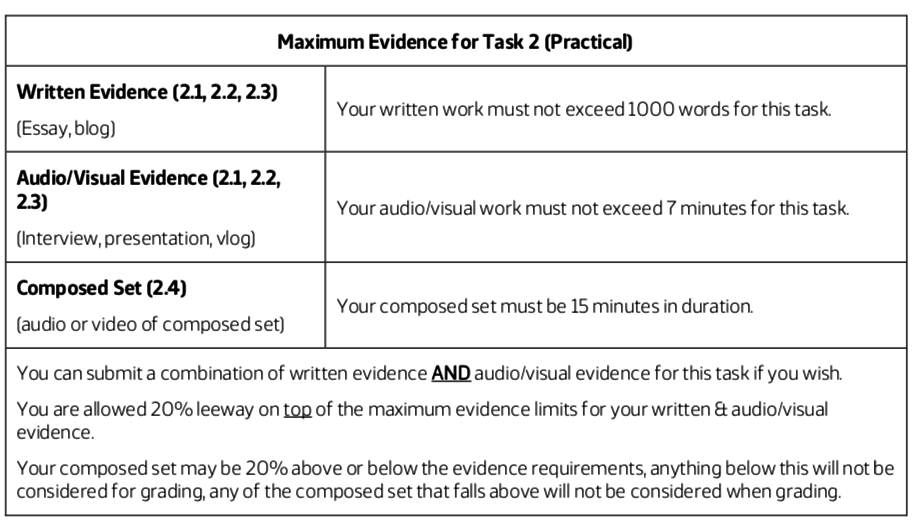 Maximum Evidence for Task 2 (Practical)
Written Evidence (2.1, 2.2, 2.3)
(Essay, blog)
Your written work must not exceed 1000 words for this task.
Audio/Visual Evidence (2.1, 2.2,
2.3)
(Interview, presentation, vlog)
Your audio/visual work must not exceed 7 minutes for this task.
Composed Set (2.4)
(audio or video of composed set)
Your composed set must be 15 minutes in duration.
You can submit a combination of written evidence AND audio/visual evidence for this task if you wish.
You are allowed 20% leeway on top of the maximum evidence limits for your written & audio/visual
evidence.
Your composed set may be 20% above or below the evidence requirements, anything below this will not be
considered for grading, any of the composed set that falls above will not be considered when grading.